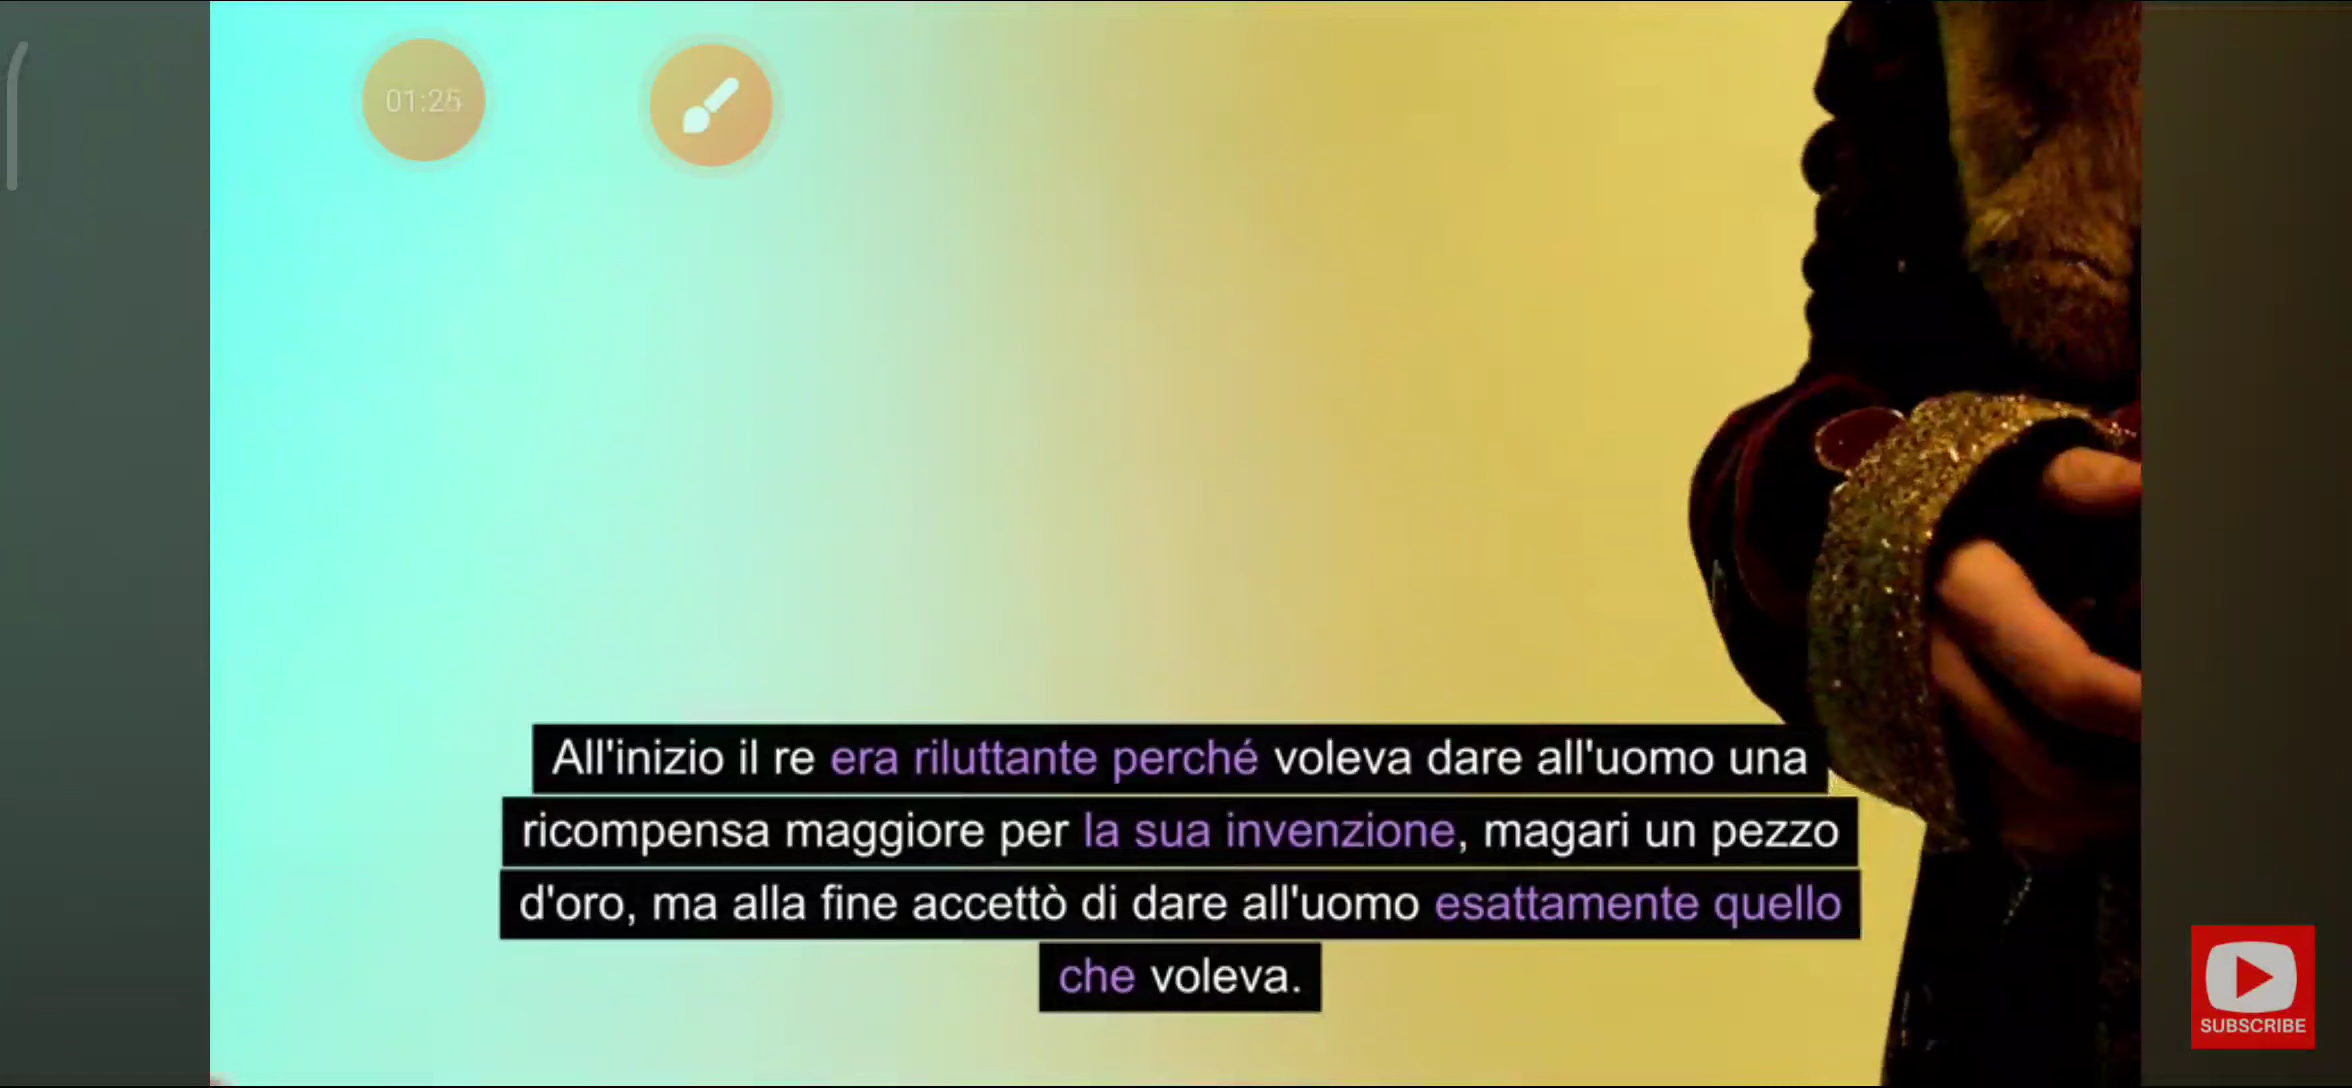 01:25
All'inizio il re era riluttante perché voleva dare all'uomo una
ricompensa maggiore per la sua invenzione, magari un pezzo
d'oro, ma alla fine accettò di dare all'uomo esattamente quello
che voleva.
SUBSCRIBE